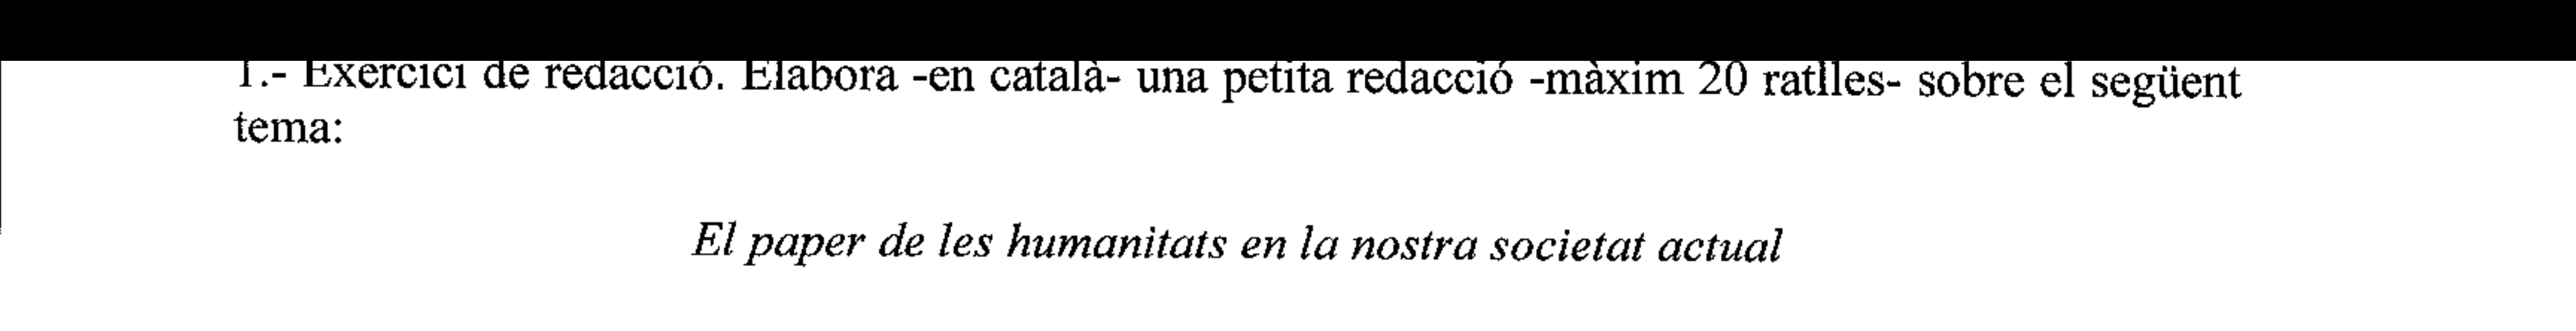 1.- Exercici de redacció. Elabora -en català- una petita redacció -màxim 20 ratlles- sobre el següent
tema:
El paper de les humanitats en la nostra societat actual